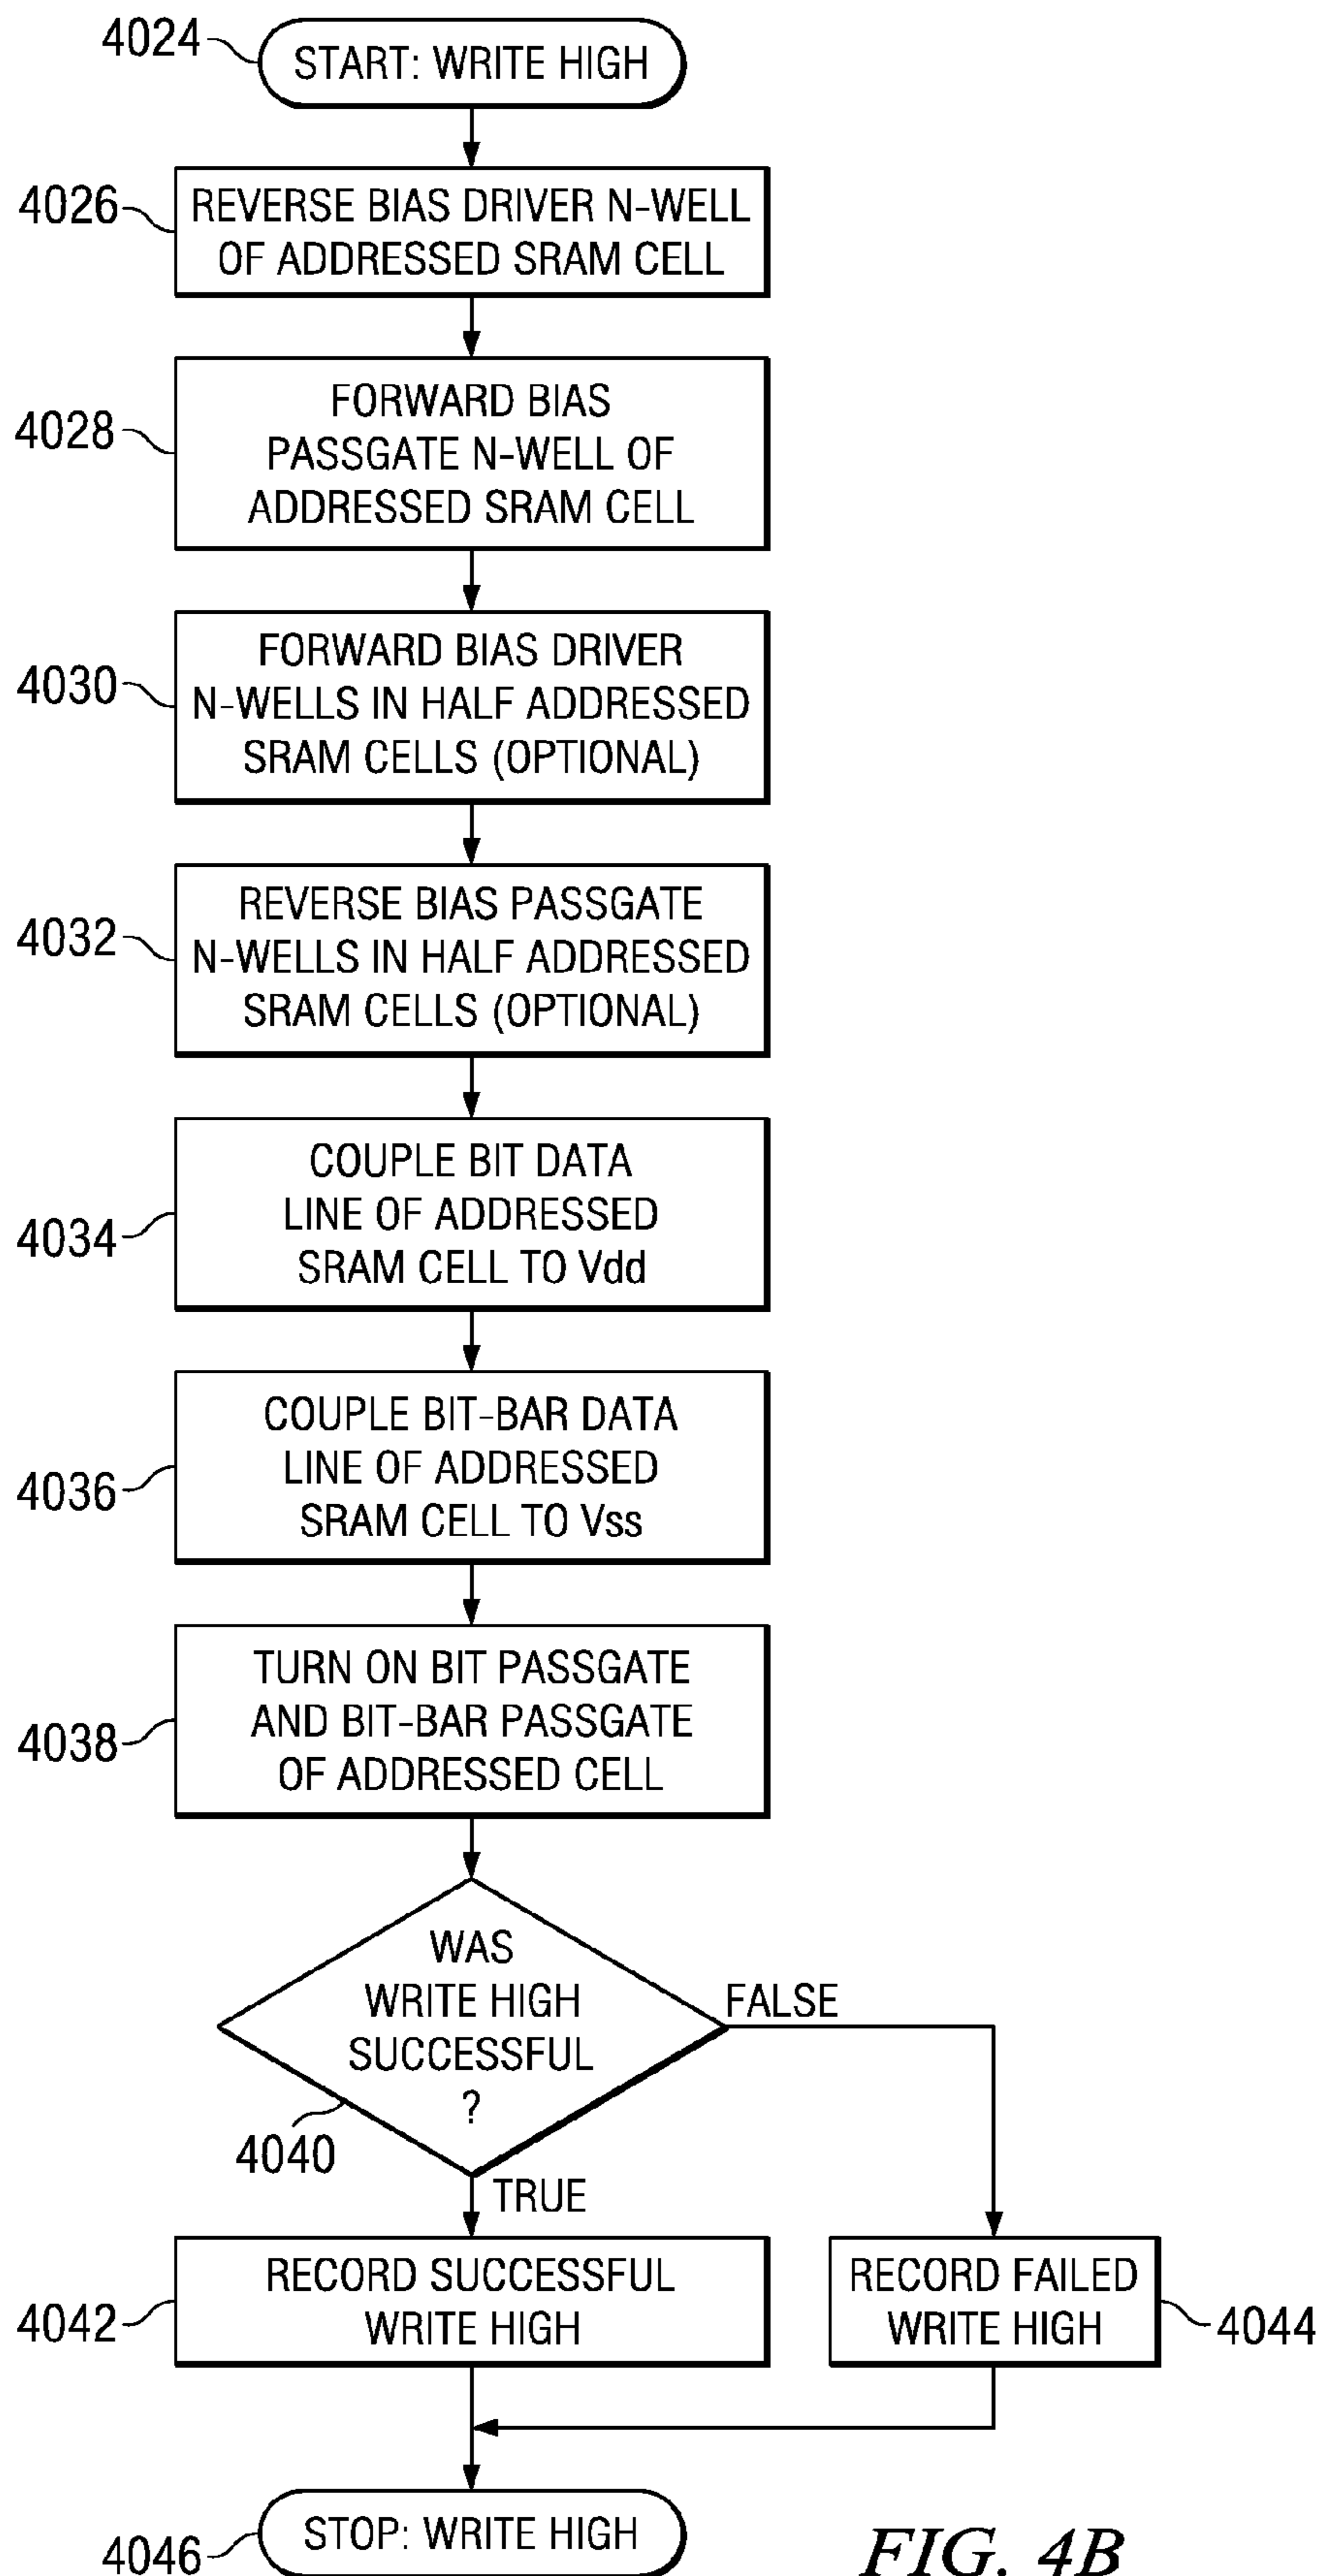 4024
START: WRITE HIGH
4026
REVERSE BIAS DRIVER N-WELL
OF ADDRESSED SRAM CELL
4028
FORWARD BIAS
PASSGATE N-WELL OF
ADDRESSED SRAM CELL
4030
FORWARD BIAS DRIVER
N-WELLS IN HALF ADDRESSED
SRAM CELLS (OPTIONAL)
4032
REVERSE BIAS PASSGATE
N-WELLS IN HALF ADDRESSED
SRAM CELLS (OPTIONAL)
4034
COUPLE BIT DATA
LINE OF ADDRESSED
SRAM CELL TO Vdd
4036
COUPLE BIT-BAR DATA
LINE OF ADDRESSED
SRAM CELL TO Vss
4038
TURN ON BIT PASSGATE
AND BIT-BAR PASSGATE
OF ADDRESSED CELL
WAS
WRITE HIGH
SUCCESSFUL
?
4040
FALSE
TRUE
4042
RECORD SUCCESSFUL
WRITE HIGH
RECORD FAILED
WRITE HIGH
4044
4046
STOP: WRITE HIGH
FIG. 4B